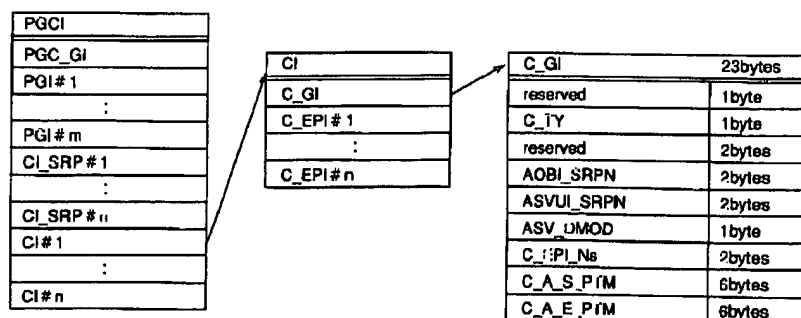 PGCI
PGC_GI
PGI#1
:
PGI#m
CI_SRP#1
:
CI_SRP#n
CI#1
:
CI#n
CI
C_GI
C_EPI#1
:
C_EPI#n
C_GI 23bytes
reserved 1byte
C_TY 1byte
reserved 2bytes
AOBI_SRPN 2bytes
ASVUI_SRPN 2bytes
ASV_DMOD 1byte
C_EPI_Ns 2bytes
C_A_S_PTM 6bytes
C_A_E_PTM 6bytes